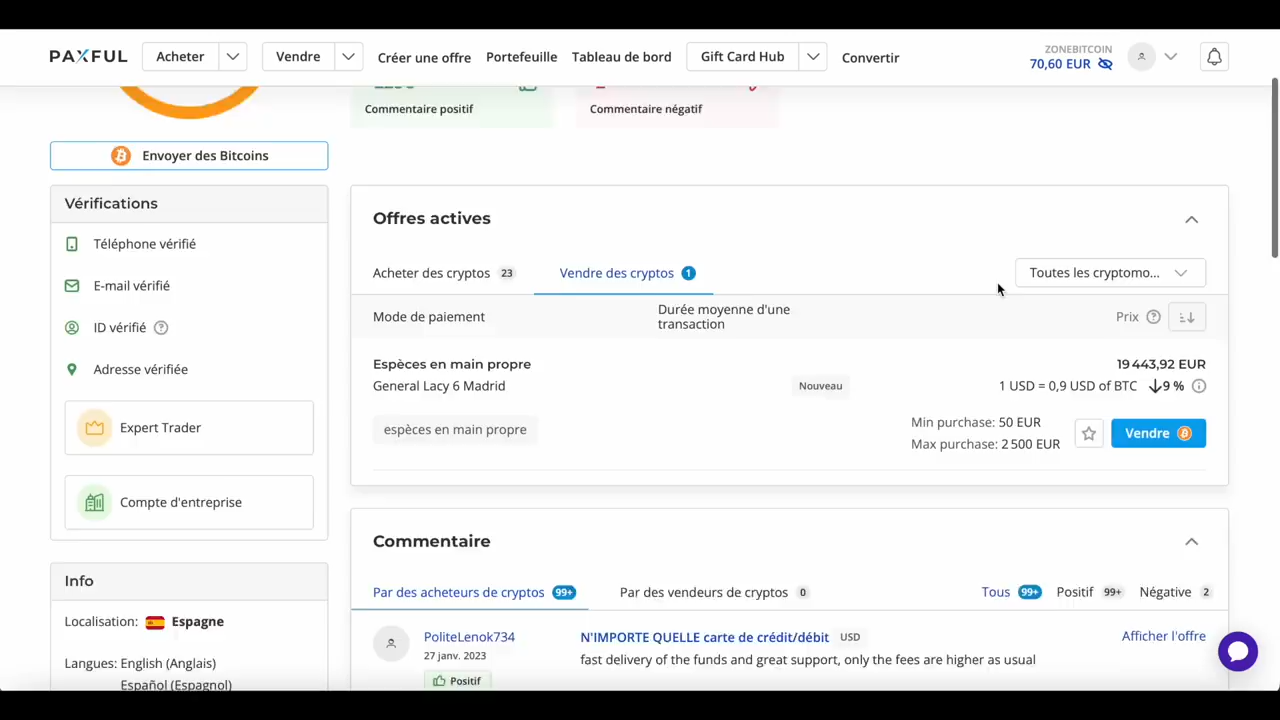 PAXFUL
Acheter
Vendre
Créer une offre
Portefeuille
Tableau de bord
Gift Card Hub
Convertir
ZONEBITCOIN
70,60 EUR
Commentaire positif
Commentaire négatif
Envoyer des Bitcoins
Vérifications
Téléphone vérifié
E-mail vérifié
ID vérifié
Adresse vérifiée
Expert Trader
Compte d'entreprise
Info
Localisation: Espagne
Langues: English (Anglais)
Español (Espagnol)
Offres actives
Acheter des cryptos 23
Vendre des cryptos 1
Toutes les cryptomo...
Mode de paiement
Durée moyenne d'une
transaction
Prix
Espèces en main propre
19 443,92 EUR
General Lacy 6 Madrid
Nouveau
1 USD = 0,9 USD of BTC
9 %
espèces en main propre
Min purchase: 50 EUR
Max purchase: 2 500 EUR
Vendre
Commentaire
Par des acheteurs de cryptos 99+
Par des vendeurs de cryptos 0
Tous 99+
Positif 99+
Négative 2
PoliteLenok734
27 janv. 2023
Positif
N'IMPORTE QUELLE carte de crédit/débit USD
fast delivery of the funds and great support, only the fees are higher as usual
Afficher l'offre